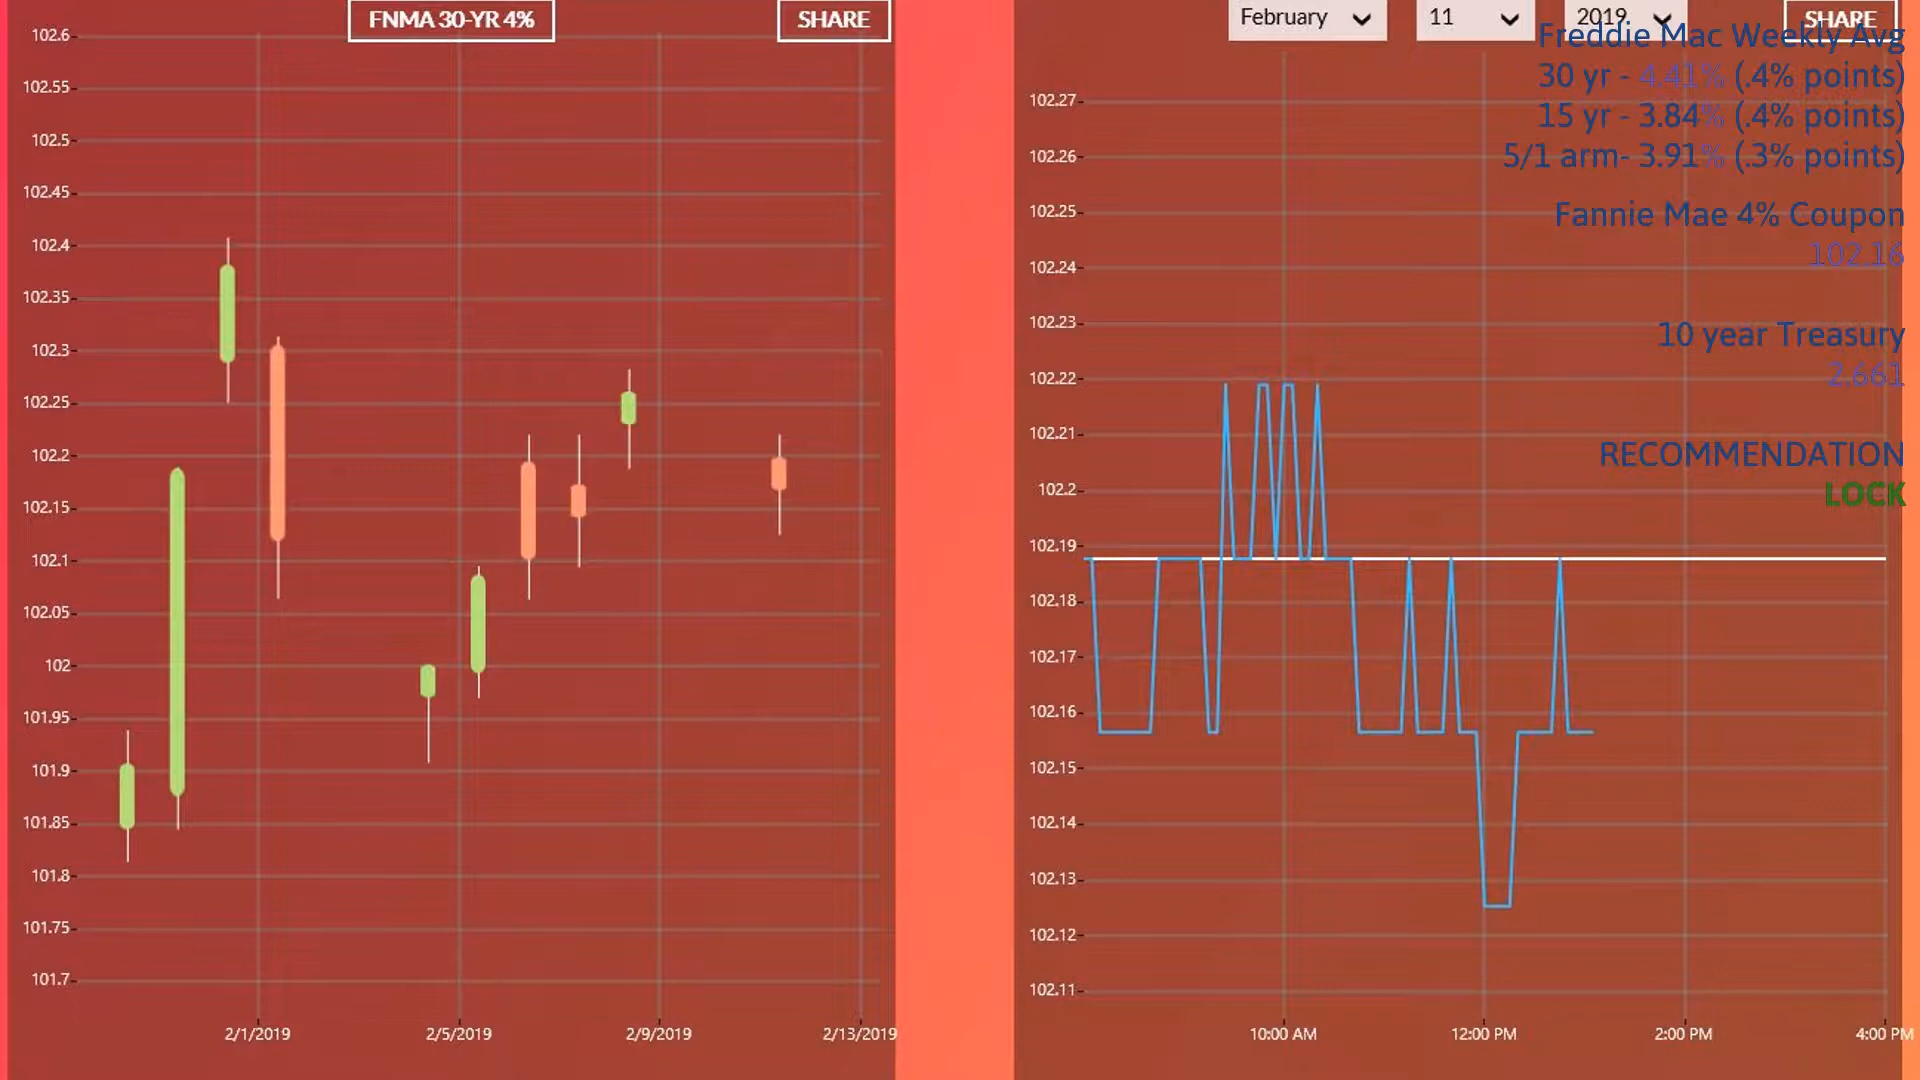 FNMA 30-YR 4%
SHARE
102.6
102.55
102.5
102.45
102.4
102.35
102.3
102.25
102.2
102.15
102.1
102.05
102
101.95
101.9
101.85
101.8
101.75
101.7
2/1/2019
2/5/2019
2/9/2019
2/13/2019
February
11
2019
SHARE
102.27
102.26
102.25
102.24
102.23
102.22
102.21
102.2
102.19
102.18
102.17
102.16
102.15
102.14
102.13
102.12
102.11
10:00 AM
12:00 PM
2:00 PM
4:00 PM
Freddie Mac Weekly Avg
30 yr - 4.41% (.4% points)
15 yr - 3.84% (.4% points)
5/1 arm- 3.91% (.3% points)
Fannie Mae 4% Coupon
102.16
10 year Treasury
2.661
RECOMMENDATION
LOCK